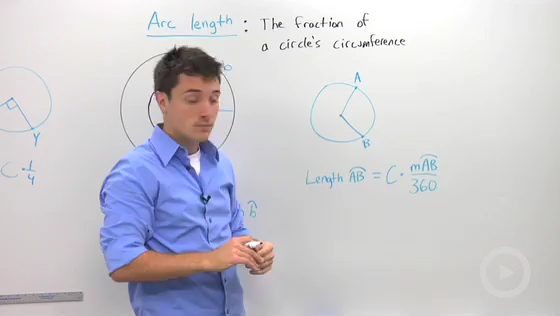 Arc length : The fraction of
a circle's circumference
b
A
B
Y
C · 1/4
Length AB = C · mAB/360
b